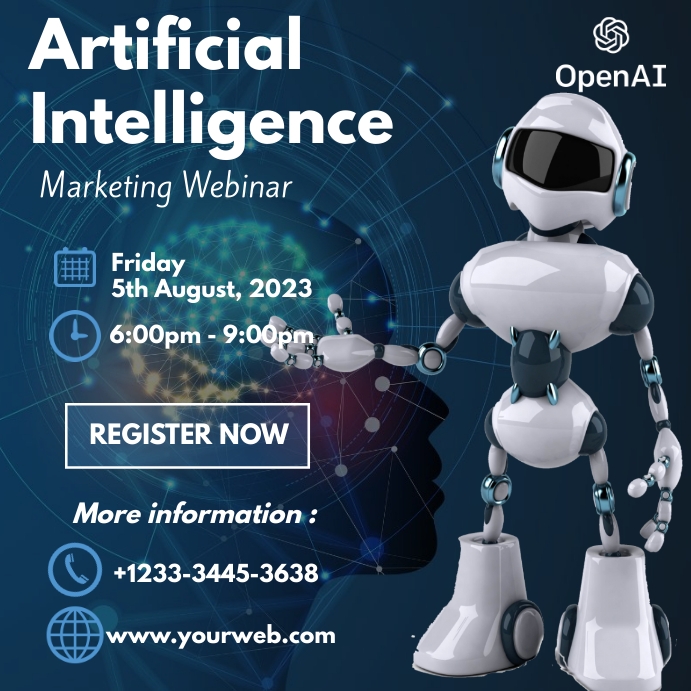 Artificial
Intelligence
Marketing Webinar
OpenAI
Friday
5th August, 2023
6:00pm - 9:00pm
REGISTER NOW
More information :
+1233-3445-3638
www.yourweb.com